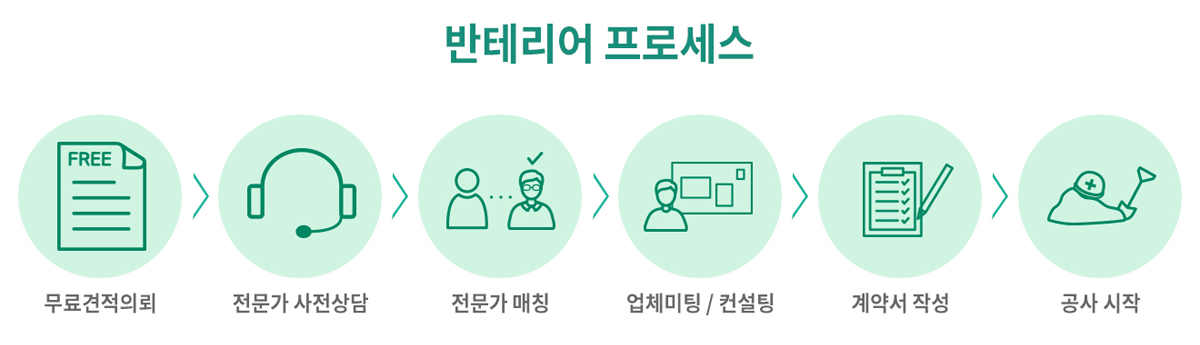 반테리어 프로세스
FREE
무료견적의뢰
전문가 사전상담
전문가 매칭
업체미팅 / 컨설팅
계약서 작성
공사 시작